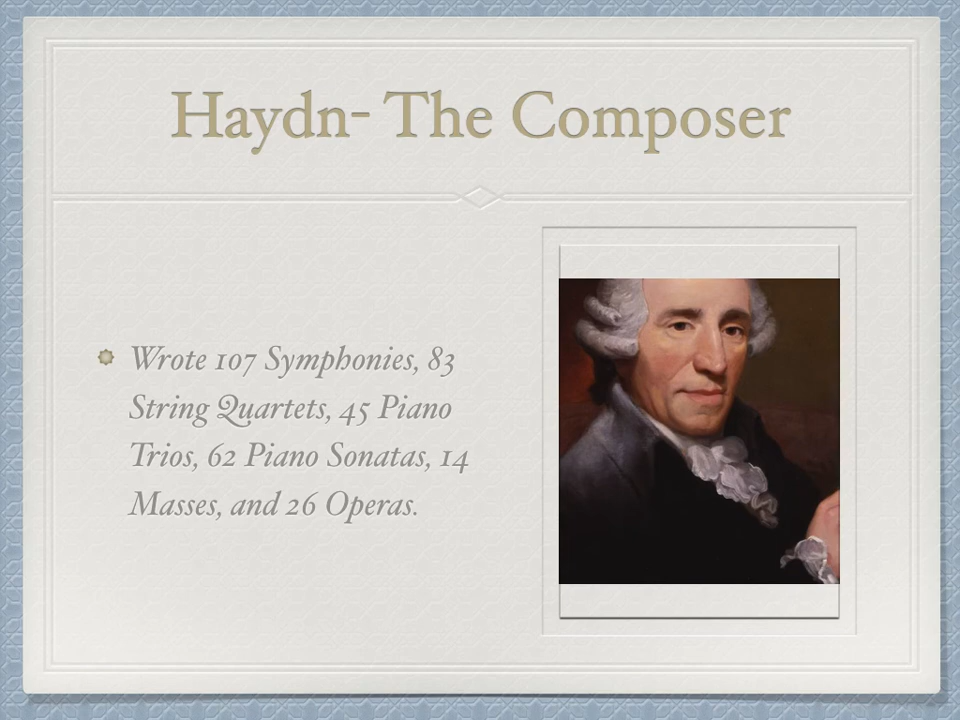 Haydn- The Composer
Wrote 107 Symphonies, 83
String Quartets, 45 Piano
Trios, 62 Piano Sonatas, 14
Masses, and 26 Operas.